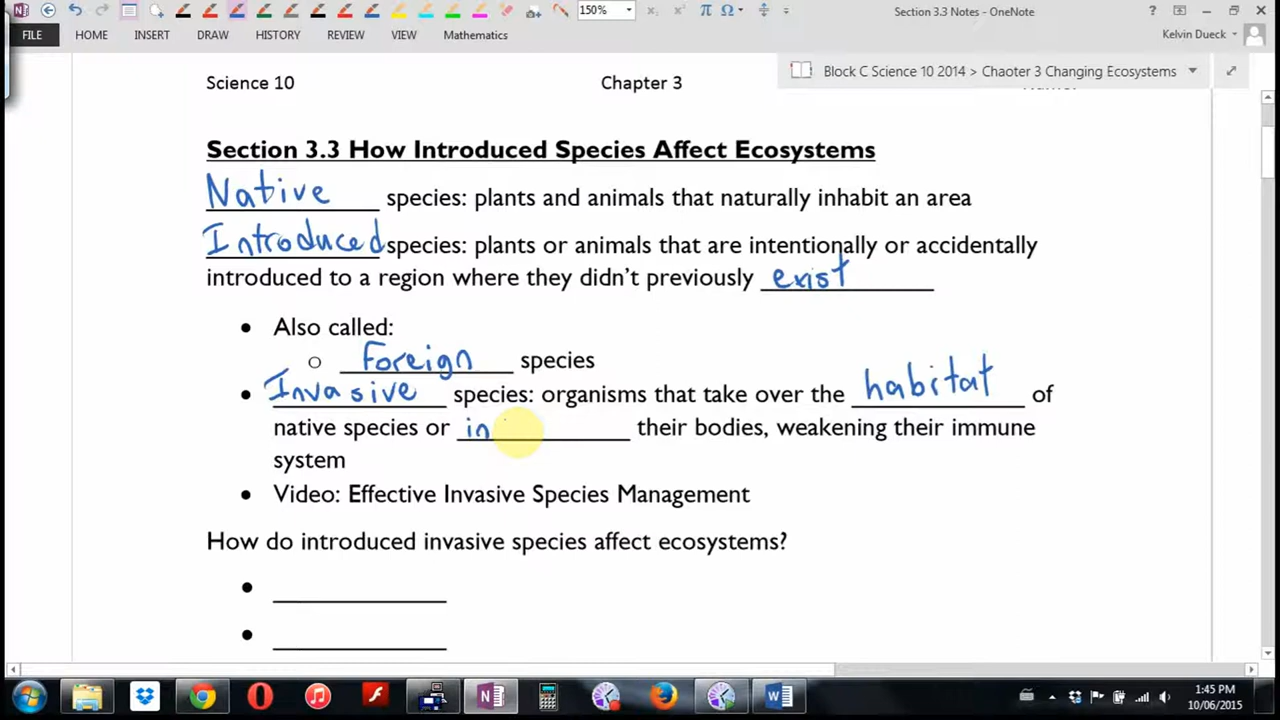 150%
Section 3.3 Notes - OneNote
FILE HOME INSERT DRAW HISTORY REVIEW VIEW Mathematics
Kelvin Dueck
Block C Science 10 2014 > Chaoter 3 Changing Ecosystems
Science 10 Chapter 3
Section 3.3 How Introduced Species Affect Ecosystems
Native species: plants and animals that naturally inhabit an area
Introduced species: plants or animals that are intentionally or accidentally
introduced to a region where they didn't previously exist
• Also called:
o Foreign species
• Invasive species: organisms that take over the habitat of
native species or in their bodies, weakening their immune
system
• Video: Effective Invasive Species Management
How do introduced invasive species affect ecosystems?
•
•
1:45 PM
10/06/2015